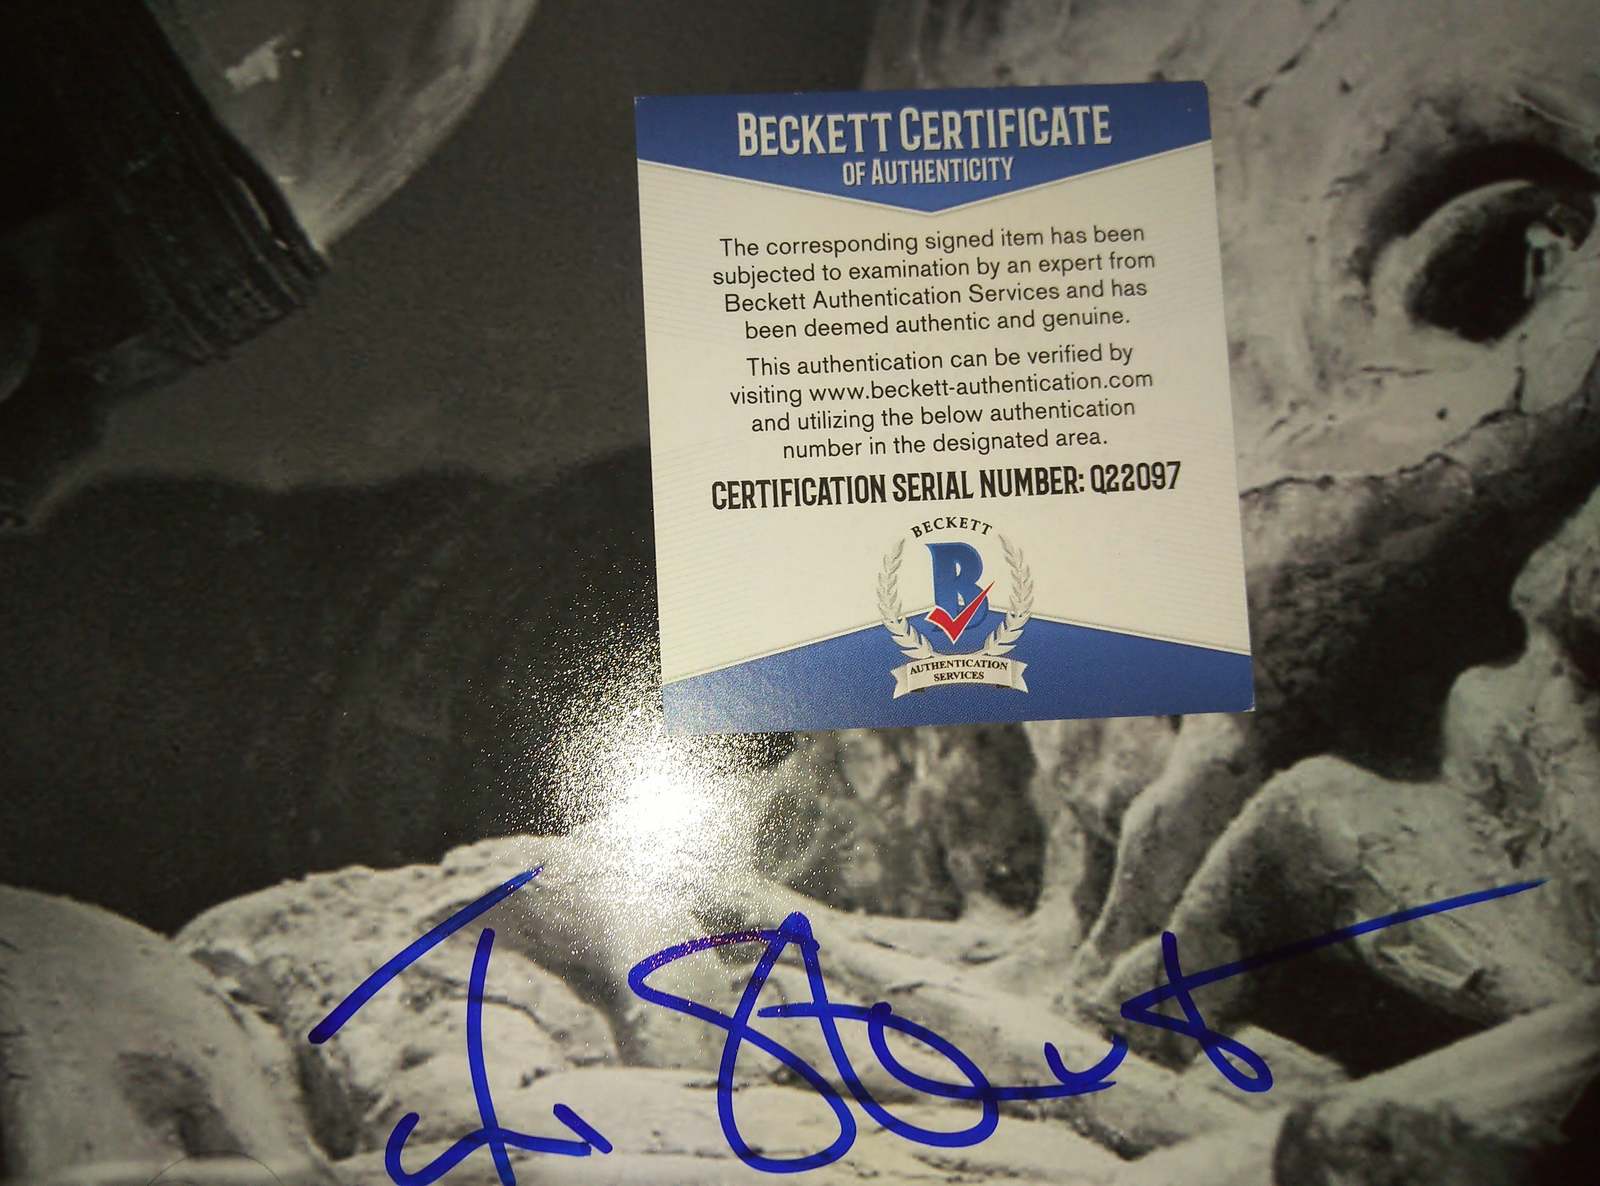 BECKETT CERTIFICATE
OF AUTHENTICITY
The corresponding signed item has been
subjected to examination by an expert from
Beckett Authentication Services and has
been deemed authentic and genuine.
This authentication can be verified by
visiting www.beckett-authentication.com
and utilizing the below authentication
number in the designated area.
CERTIFICATION SERIAL NUMBER: Q22097
BECKETT
B
AUTHENTICATION
SERVICES